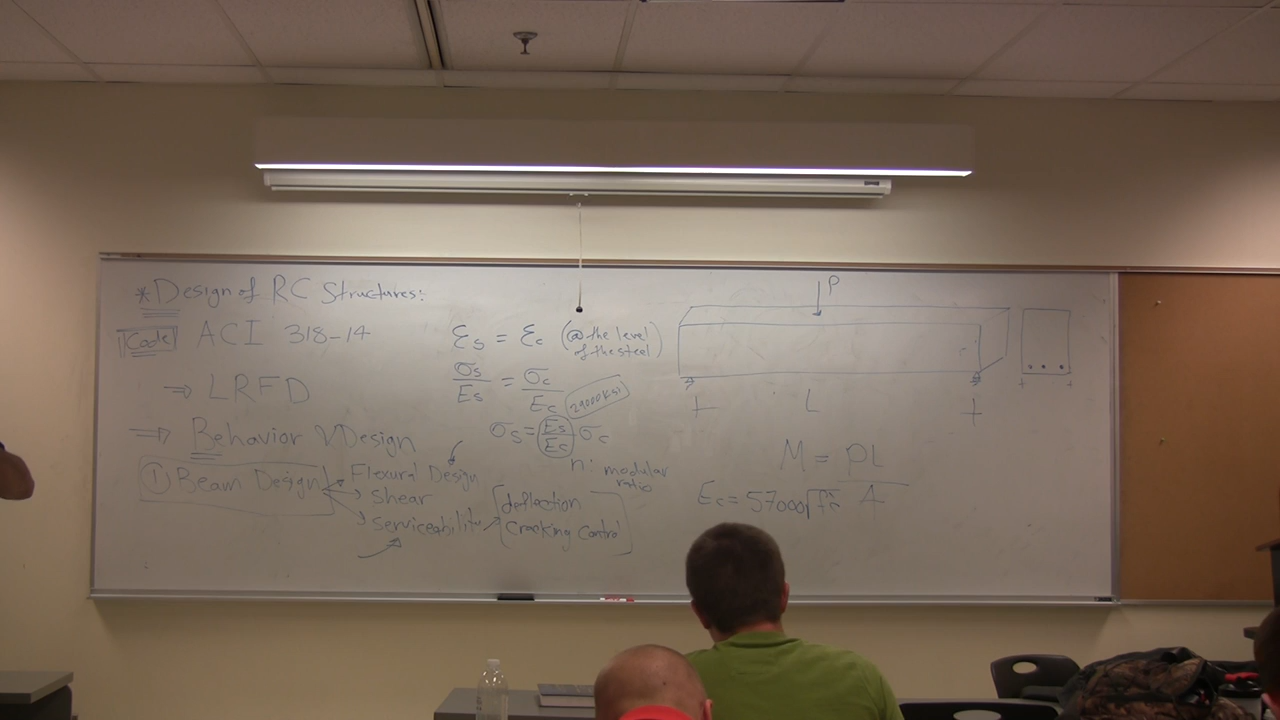 *Design of RC Structures:
Code ACI 318-14
⇒ LRFD
⇒ Behavior & Design
① Beam Design → Flexural Design
→ Shear
→ Serviceability → deflection
Cracking Control
εs = εc (@ the level
of the steel)
σs/Es = σc/Ec
29000 ksi
σs = Es/Ec σc
n: modular
ratio
P
L
M = PL/4
Ec = 57000√f'c